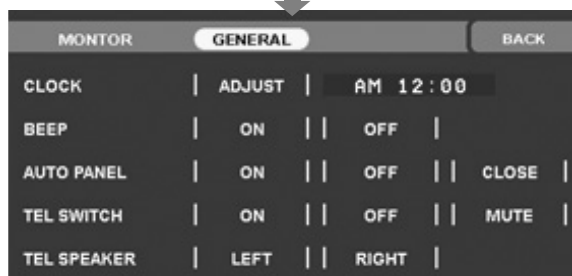 MONTOR GENERAL BACK
CLOCK ADJUST AM 12:00
BEEP ON OFF
AUTO PANEL ON OFF CLOSE
TEL SWITCH ON OFF MUTE
TEL SPEAKER LEFT RIGHT